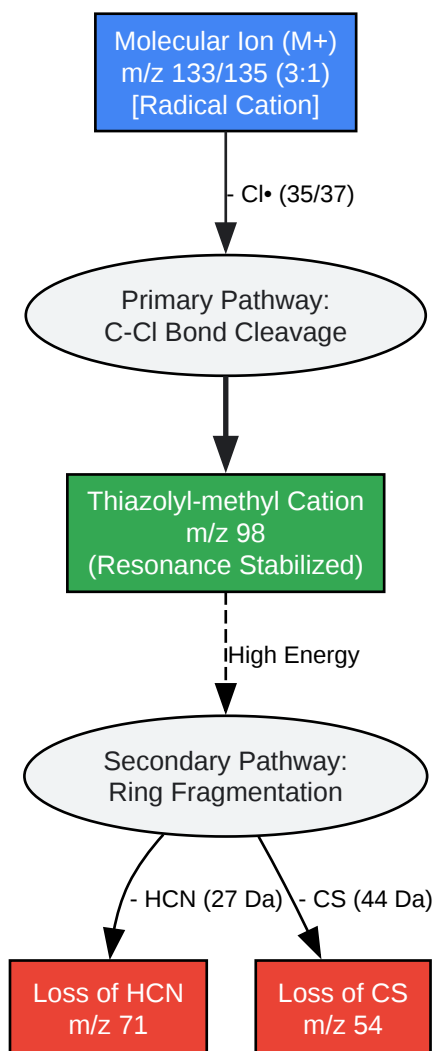 Molecular Ion (M+)
m/z 133/135 (3:1)
[Radical Cation]
- Cl• (35/37)
Primary Pathway:
C-Cl Bond Cleavage
Thiazolyl-methyl Cation
m/z 98
(Resonance Stabilized)
High Energy
Secondary Pathway:
Ring Fragmentation
- HCN (27 Da)
- CS (44 Da)
Loss of HCN
m/z 71
Loss of CS
m/z 54